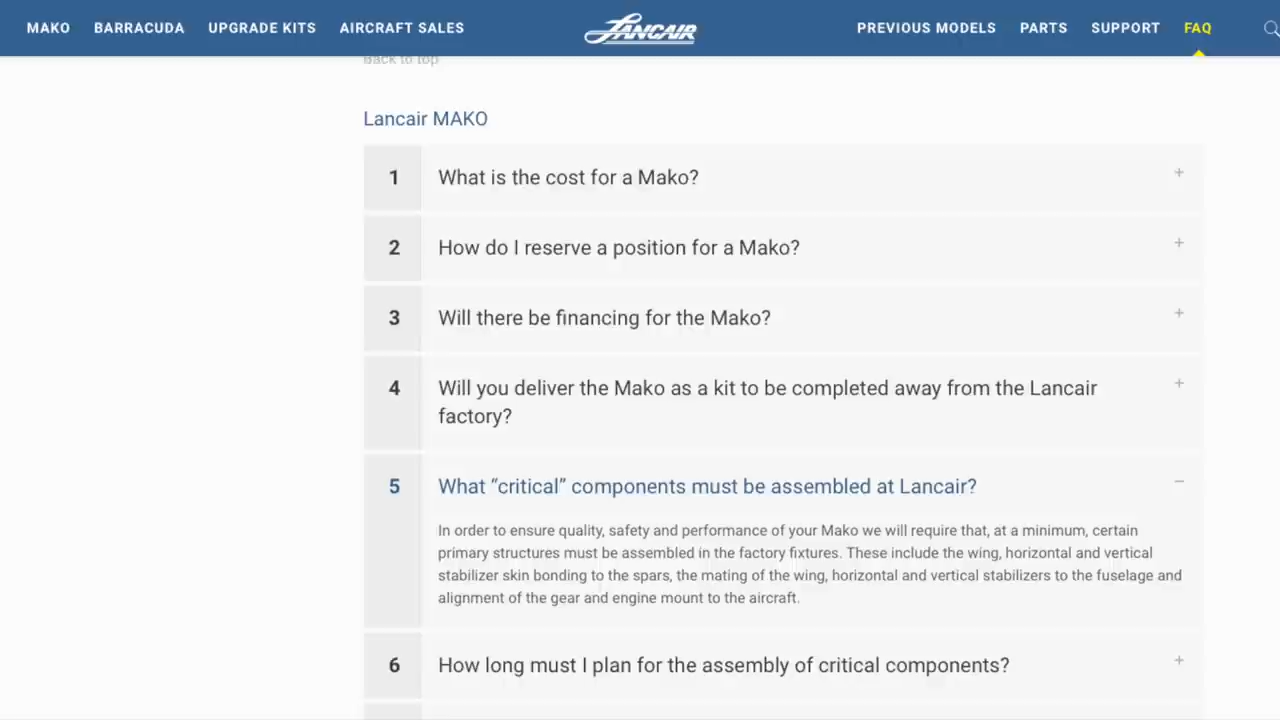 MAKO BARRACUDA UPGRADE KITS AIRCRAFT SALES LANCAIR PREVIOUS MODELS PARTS SUPPORT FAQ
Back to top
Lancair MAKO
1 What is the cost for a Mako? +
2 How do I reserve a position for a Mako? +
3 Will there be financing for the Mako? +
4 Will you deliver the Mako as a kit to be completed away from the Lancair +
factory?
5 What “critical” components must be assembled at Lancair? −
In order to ensure quality, safety and performance of your Mako we will require that, at a minimum, certain
primary structures must be assembled in the factory fixtures. These include the wing, horizontal and vertical
stabilizer skin bonding to the spars, the mating of the wing, horizontal and vertical stabilizers to the fuselage and
alignment of the gear and engine mount to the aircraft.
6 How long must I plan for the assembly of critical components? +